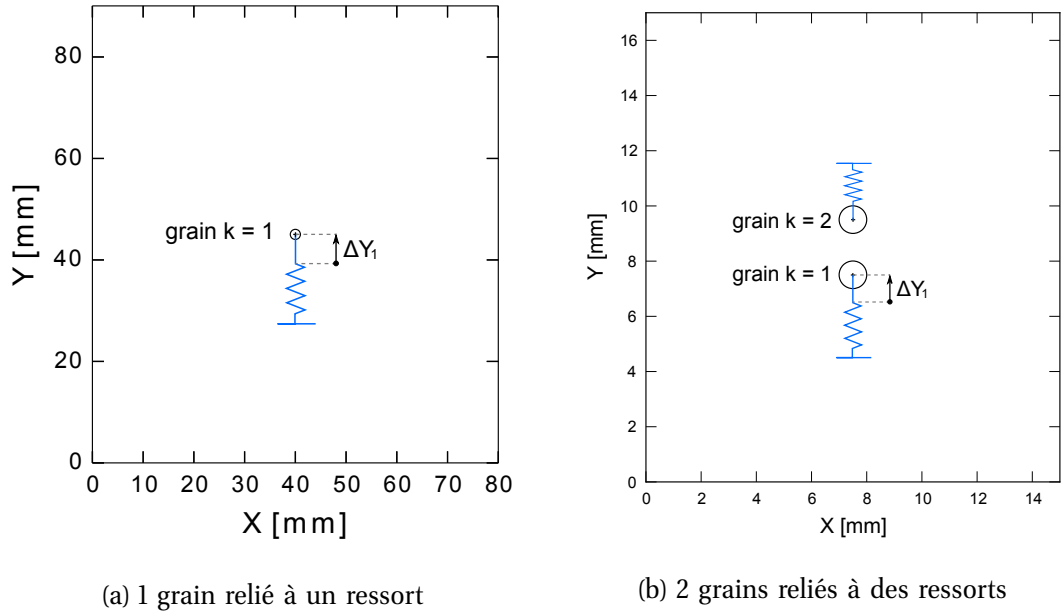 80
60
40
20
0
0 10 20 30 40 50 60 70 80
Y [mm]
X [mm]
grain k = 1
ΔY₁
(a) 1 grain relié à un ressort
16
14
12
10
8
6
4
2
0
0 2 4 6 8 10 12 14
Y [mm]
X [mm]
grain k = 2
grain k = 1
ΔY₁
(b) 2 grains reliés à des ressorts